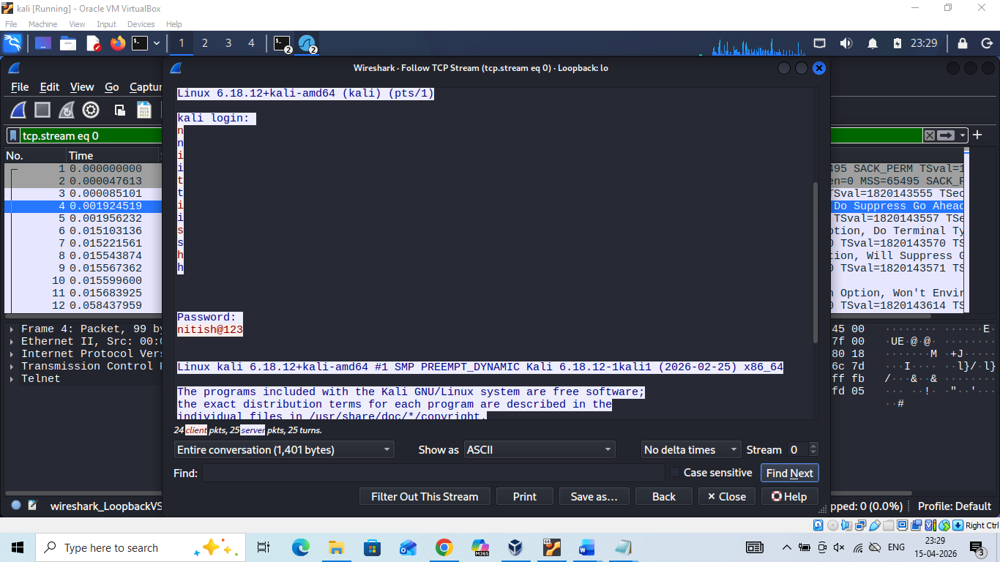 kali [Running] - Oracle VM VirtualBox
File Machine View Input Devices Help
1 2 3 4 2 2 23:29
Wireshark · Follow TCP Stream (tcp.stream eq 0) · Loopback: lo
File Edit View Go Captur
tcp.stream eq 0
No. Time
1 0.000000000
2 0.000047613
3 0.000085101
4 0.001924519
5 0.001956232
6 0.015103136
7 0.015221561
8 0.015543874
9 0.015567362
10 0.015599600
11 0.015683925
12 0.058437959
Linux 6.18.12+kali-amd64 (kali) (pts/1)
kali login:
n
n
i
i
t
t
i
i
s
s
h
h
Password:
nitish@123
Linux kali 6.18.12+kali-amd64 #1 SMP PREEMPT_DYNAMIC Kali 6.18.12-1kali1 (2026-02-25) x86_64
The programs included with the Kali GNU/Linux system are free software;
the exact distribution terms for each program are described in the
individual files in /usr/share/doc/*/copyright.
495 SACK_PERM TSval=1
en=0 MSS=65495 SACK_P
TSval=1820143555 TSec
Do Suppress Go Ahead
TSval=1820143557 TSe
ption, Do Terminal Ty
0 TSval=1820143570 TS
tion, Will Suppress G
0 TSval=1820143571 TS
n Option, Won't Envir
0 TSval=1820143614 TS
Frame 4: Packet, 99 by
Ethernet II, Src: 00:0
Internet Protocol Vers
Transmission Control P
Telnet
45 00 ········ ······E·
7f 00 ·UE·@·@· ········
80 18 ·······M ·+J·····
6c 7d ···I···· ··l}/·l}
ff fb /···&··& ········
fd 05 ··· ··!· ·"··'···
··#
24 client pkts, 25 server pkts, 25 turns.
Entire conversation (1,401 bytes) Show as ASCII No delta times Stream 0
Find: Case sensitive Find Next
Filter Out This Stream Print Save as… Back Close Help
wireshark_LoopbackVS
pped: 0 (0.0%) Profile: Default
Right Ctrl
Type here to search
M365
64
ENG
23:29
15-04-2026
3